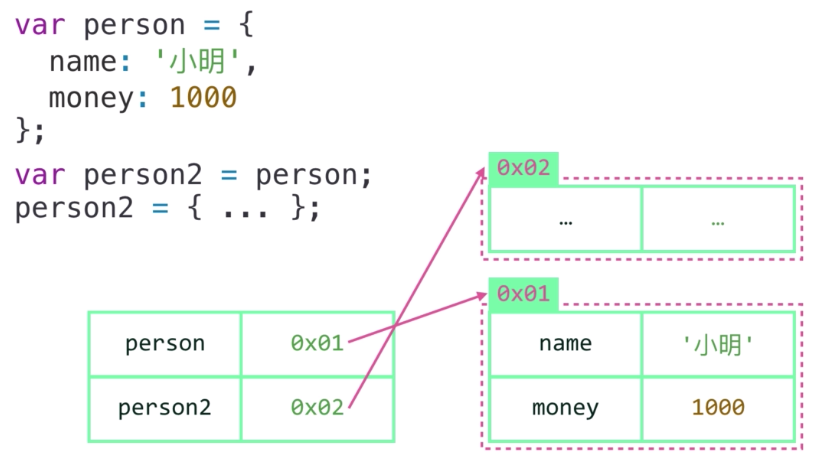 var person = {
  name: '小明',
  money: 1000
};
var person2 = person;
person2 = { ... };
0x02
… …
0x01
name '小明'
money 1000
person 0x01
person2 0x02